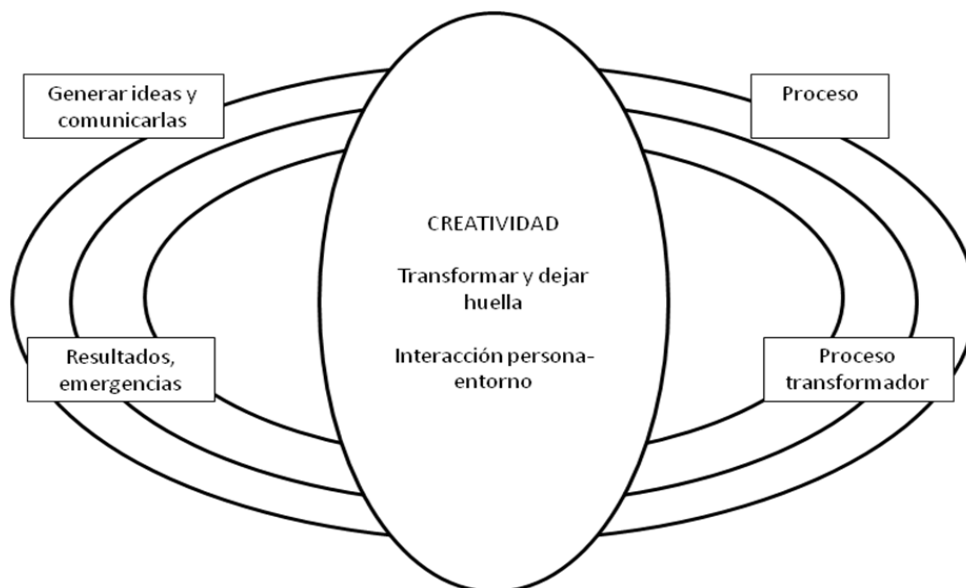 Generar ideas y
comunicarlas
Proceso
CREATIVIDAD
Transformar y dejar
huella
Interacción persona-
entorno
Resultados,
emergencias
Proceso
transformador